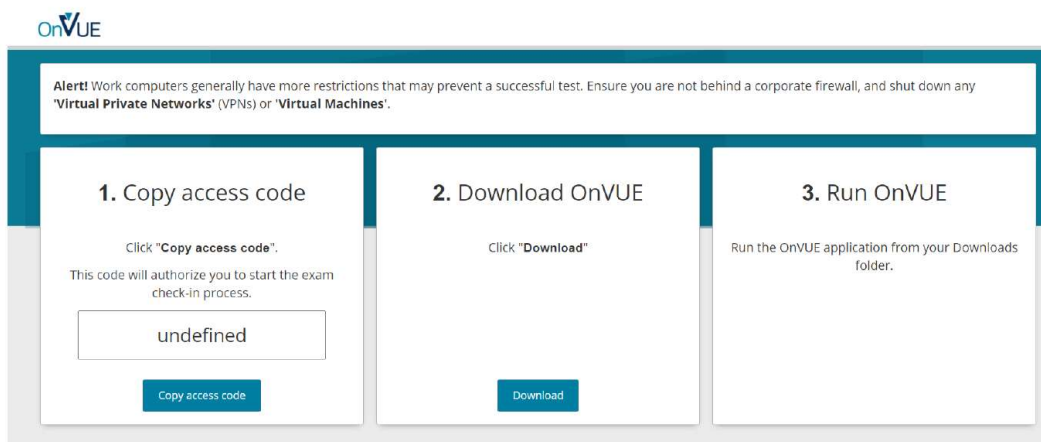 OnVUE
Alert! Work computers generally have more restrictions that may prevent a successful test. Ensure you are not behind a corporate firewall, and shut down any
'Virtual Private Networks' (VPNs) or 'Virtual Machines'.
1. Copy access code
Click "Copy access code".
This code will authorize you to start the exam
check-in process.
undefined
Copy access code
2. Download OnVUE
Click "Download"
Download
3. Run OnVUE
Run the OnVUE application from your Downloads
folder.